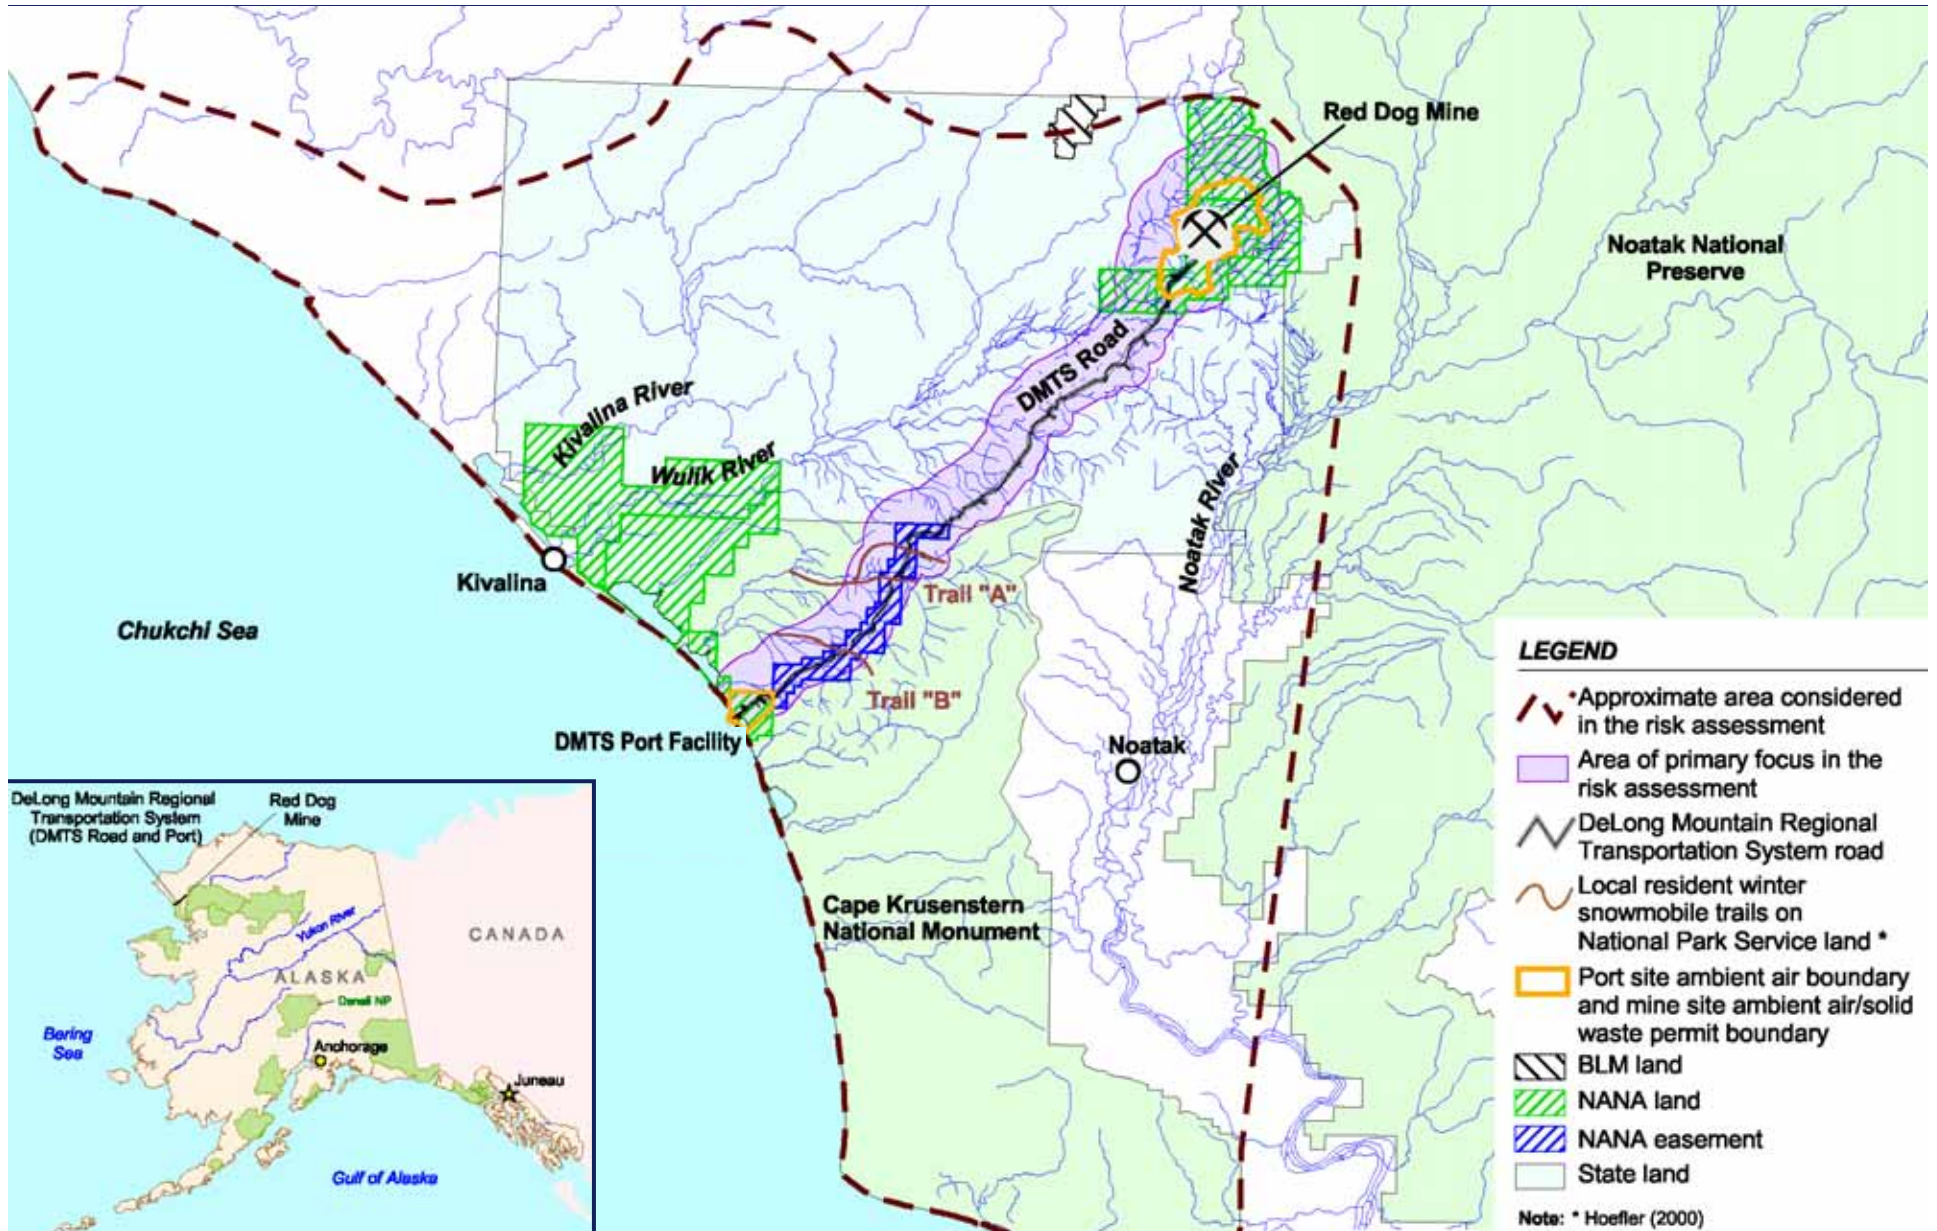 Red Dog Mine
Noatak National
Preserve
DMTS Road
Kivalina River
Wulik River
Noatak River
Kivalina
Trail "A"
Chukchi Sea
Trail "B"
DMTS Port Facility
Noatak
Cape Krusenstern
National Monument
LEGEND
*Approximate area considered
in the risk assessment
Area of primary focus in the
risk assessment
DeLong Mountain Regional
Transportation System road
Local resident winter
snowmobile trails on
National Park Service land *
Port site ambient air boundary
and mine site ambient air/solid
waste permit boundary
BLM land
NANA land
NANA easement
State land
Note: * Hoefler (2000)
DeLong Mountain Regional
Transportation System
(DMTS Road and Port)
Red Dog
Mine
Yukon River
CANADA
ALASKA
Denali NP
Bering
Sea
Anchorage
Juneau
Gulf of Alaska